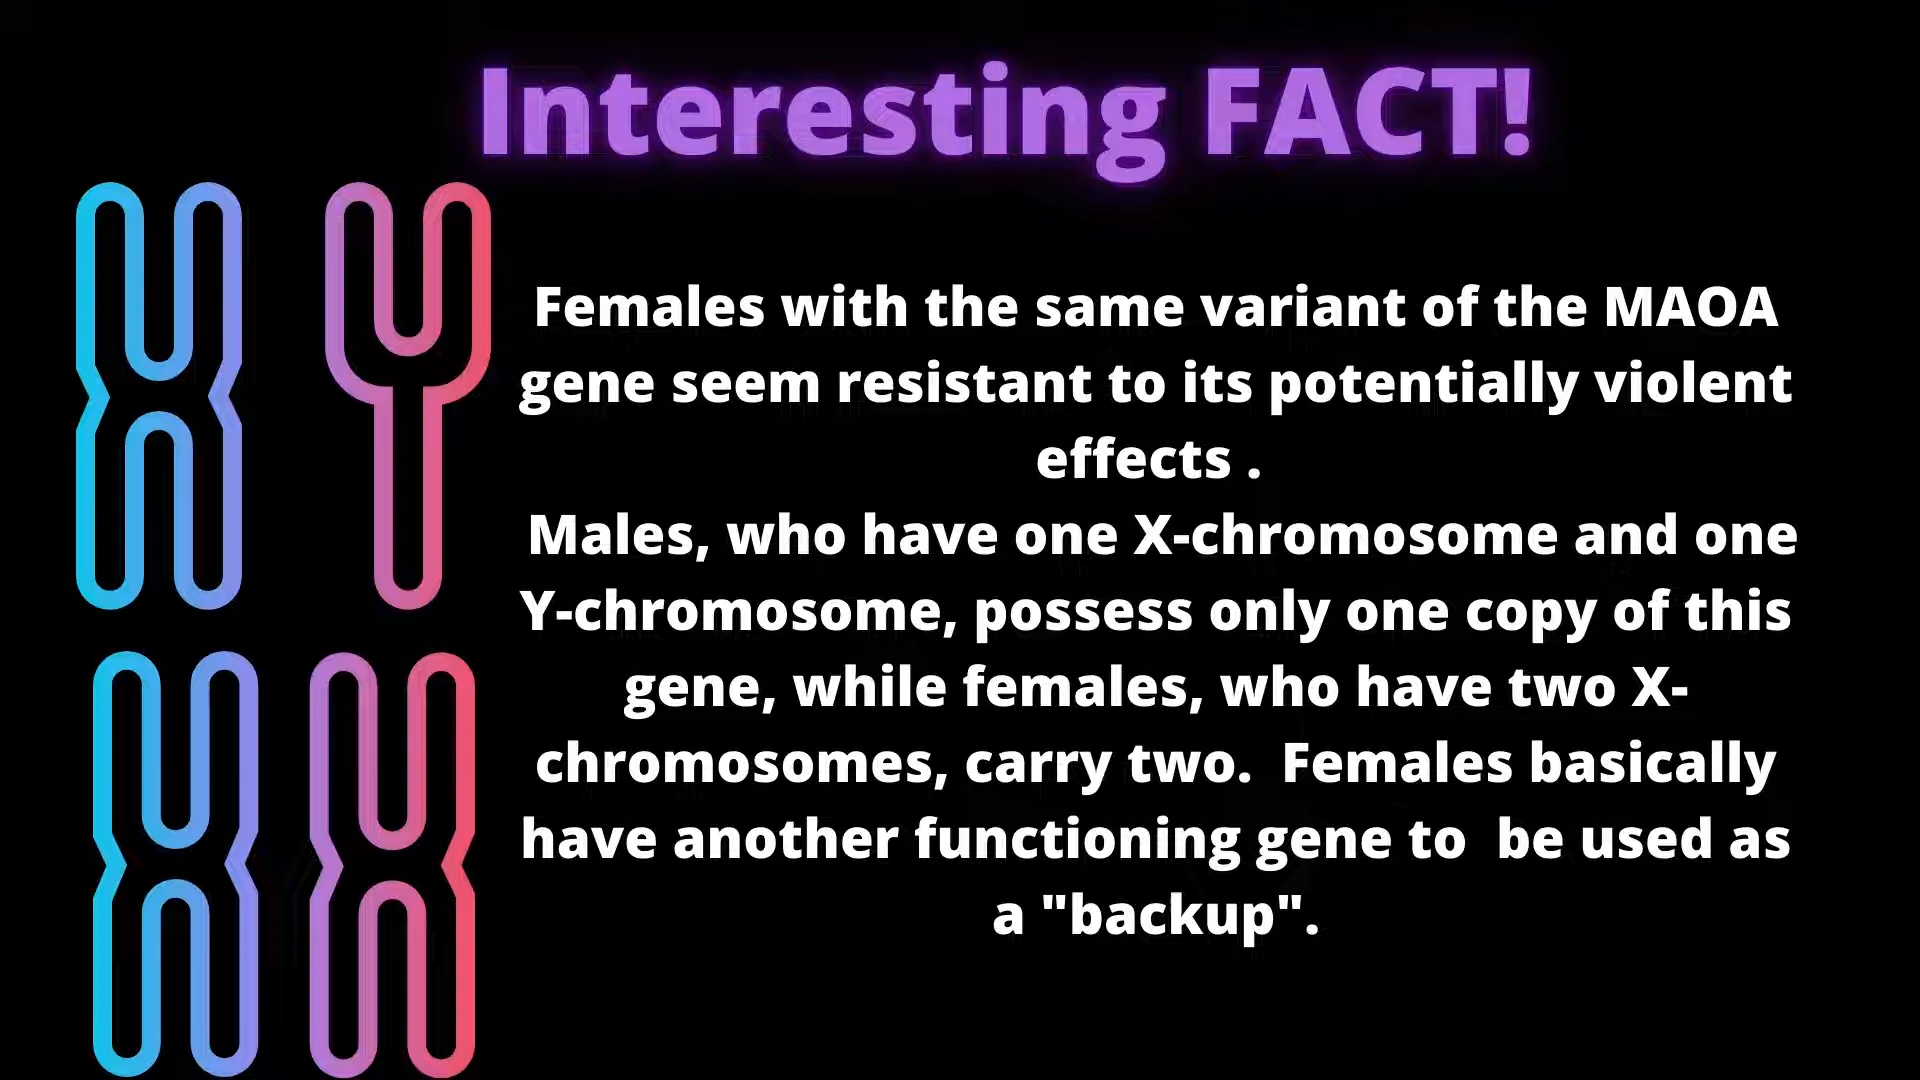 Interesting FACT!
Females with the same variant of the MAOA
gene seem resistant to its potentially violent
effects .
Males, who have one X-chromosome and one
Y-chromosome, possess only one copy of this
gene, while females, who have two X-
chromosomes, carry two.  Females basically
have another functioning gene to  be used as
a "backup".